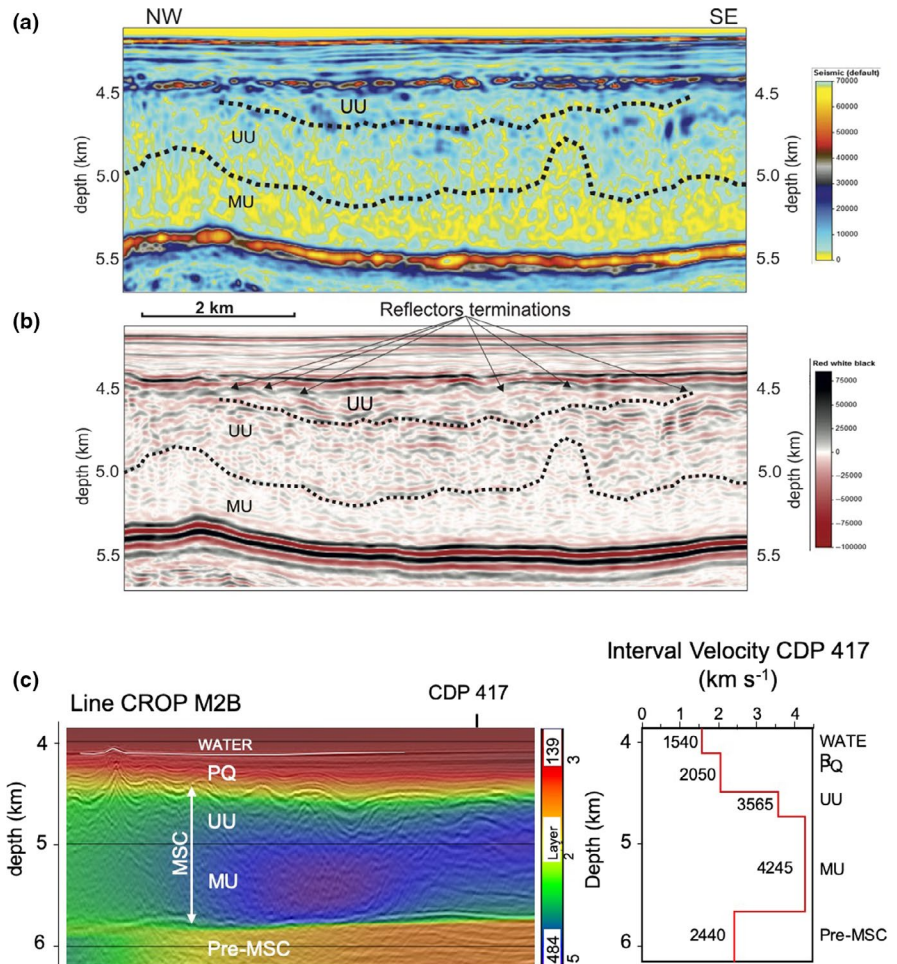 (a)
NW SE
Seismic (default)
70000
60000
50000
40000
30000
20000
10000
0
4.5 4.5
5.0 5.0
5.5 5.5
depth (km) depth (km)
UU
UU
MU
2 km
Reflectors terminations
(b)
Red white black
75000
50000
25000
0
−25000
−50000
−75000
−100000
4.5 4.5
5.0 5.0
5.5 5.5
depth (km) depth (km)
UU
UU
MU
(c)
Line CROP M2B
CDP 417
4
5
6
depth (km)
WATER
PQ
UU
MSC
MU
Pre-MSC
139
Layer
484
3
2
5
Interval Velocity CDP 417
(km s-1)
0 1 2 3 4
4
5
6
Depth (km)
1540
2050
3565
4245
2440
WATE
PQ
UU
MU
Pre-MSC